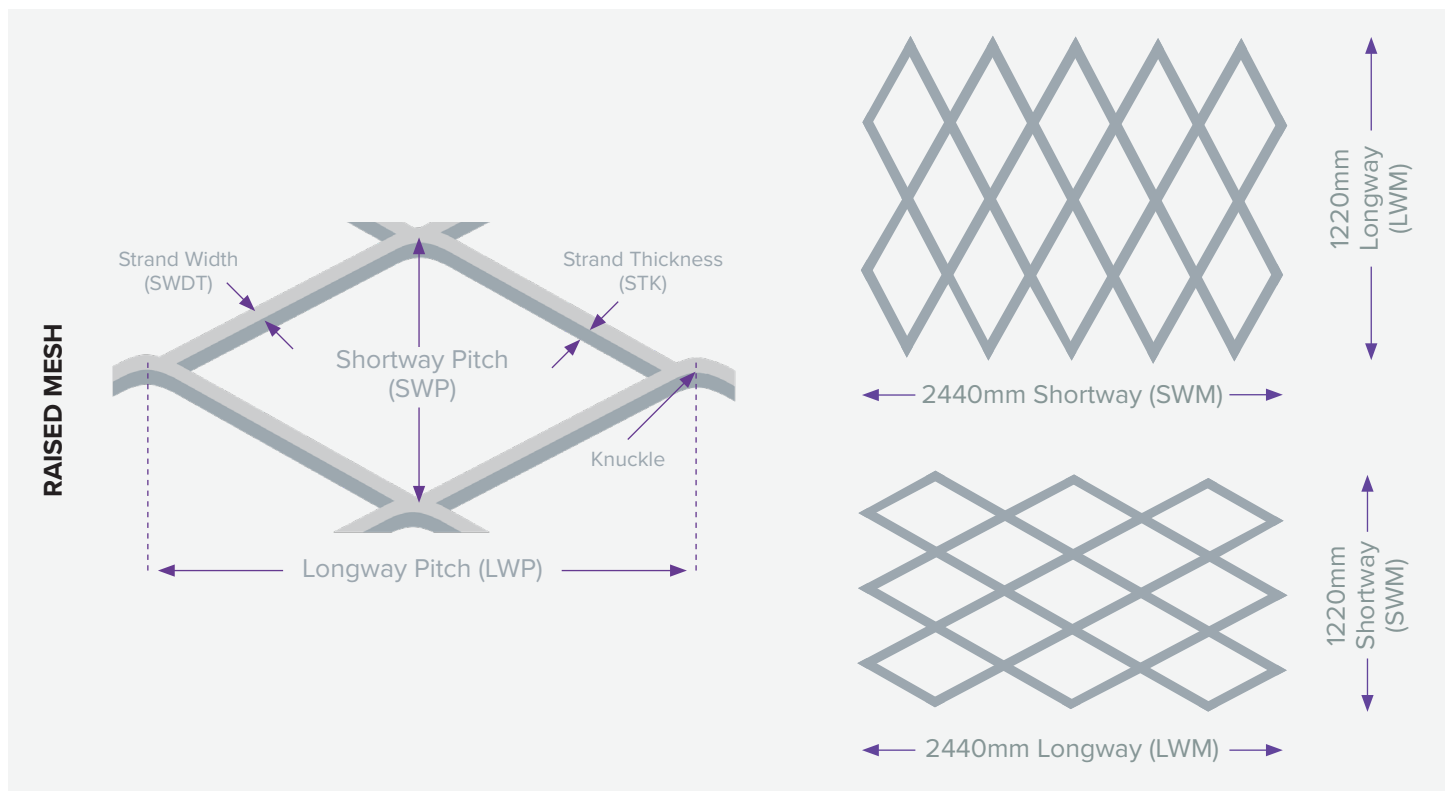 RAISED MESH
Strand Width
(SWDT)
Strand Thickness
(STK)
Shortway Pitch
(SWP)
Knuckle
Longway Pitch (LWP)
1220mm
Longway
(LWM)
2440mm Shortway (SWM)
1220mm
Shortway
(SWM)
2440mm Longway (LWM)